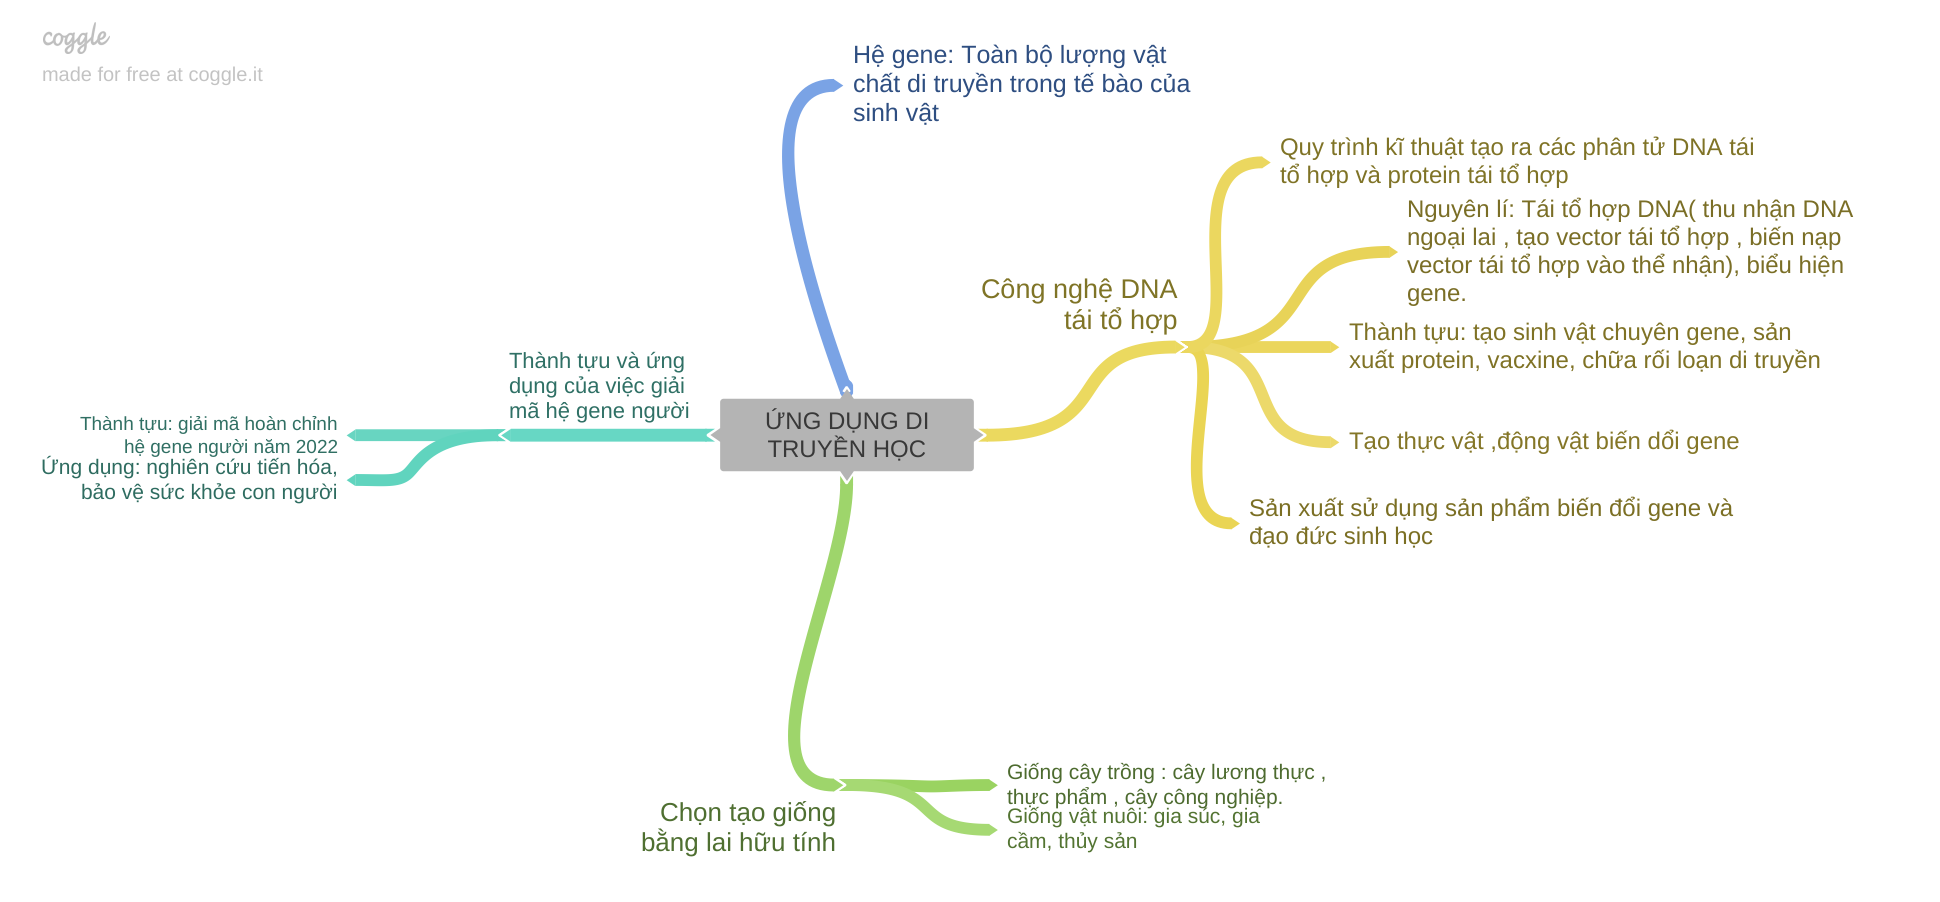 coggle
made for free at coggle.it
Hệ gene: Toàn bộ lượng vật
chất di truyền trong tế bào của
sinh vật
Quy trình kĩ thuật tạo ra các phân tử DNA tái
tổ hợp và protein tái tổ hợp
Nguyên lí: Tái tổ hợp DNA( thu nhận DNA
ngoại lai , tạo vector tái tổ hợp , biến nạp
vector tái tổ hợp vào thể nhận), biểu hiện
gene.
Công nghệ DNA
tái tổ hợp
Thành tựu: tạo sinh vật chuyên gene, sản
xuất protein, vacxine, chữa rối loạn di truyền
Tạo thực vật ,động vật biến dổi gene
Sản xuất sử dụng sản phẩm biến đổi gene và
đạo đức sinh học
Thành tựu và ứng
dụng của việc giải
mã hệ gene người
Thành tựu: giải mã hoàn chỉnh
hệ gene người năm 2022
Ứng dụng: nghiên cứu tiến hóa,
bảo vệ sức khỏe con người
ỨNG DỤNG DI
TRUYỀN HỌC
Chọn tạo giống
bằng lai hữu tính
Giống cây trồng : cây lương thực ,
thực phẩm , cây công nghiệp.
Giống vật nuôi: gia súc, gia
cầm, thủy sản